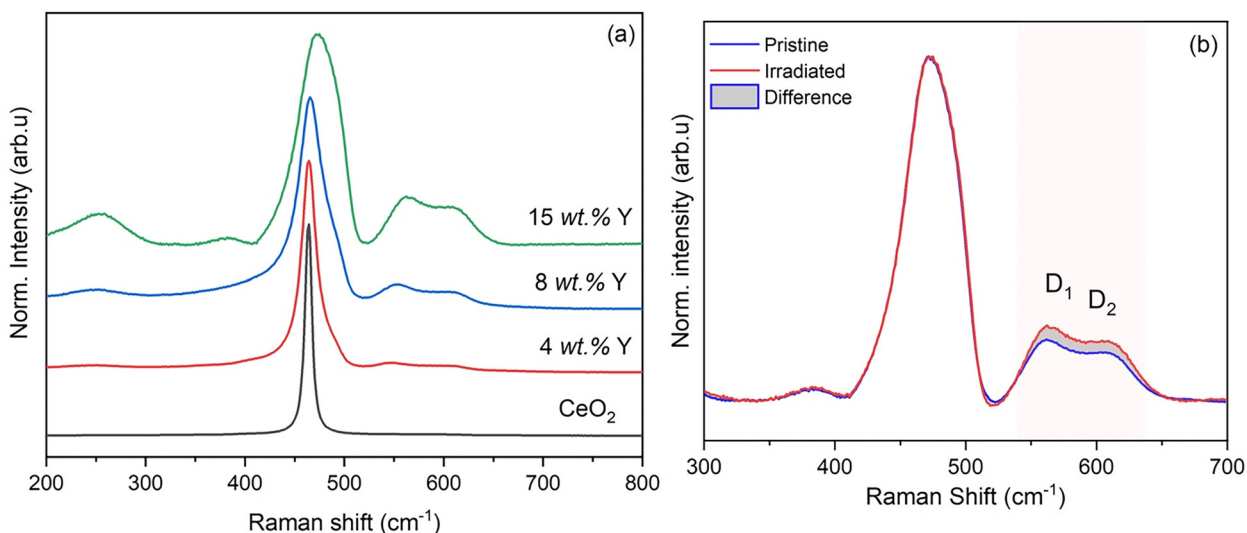 (a)
Norm. Intensity (arb.u)
15 wt.% Y
8 wt.% Y
4 wt.% Y
CeO₂
200 300 400 500 600 700 800
Raman shift (cm⁻¹)
(b)
Pristine
Irradiated
Difference
Norm. intensity (arb.u)
D₁ D₂
300 400 500 600 700
Raman Shift (cm⁻¹)